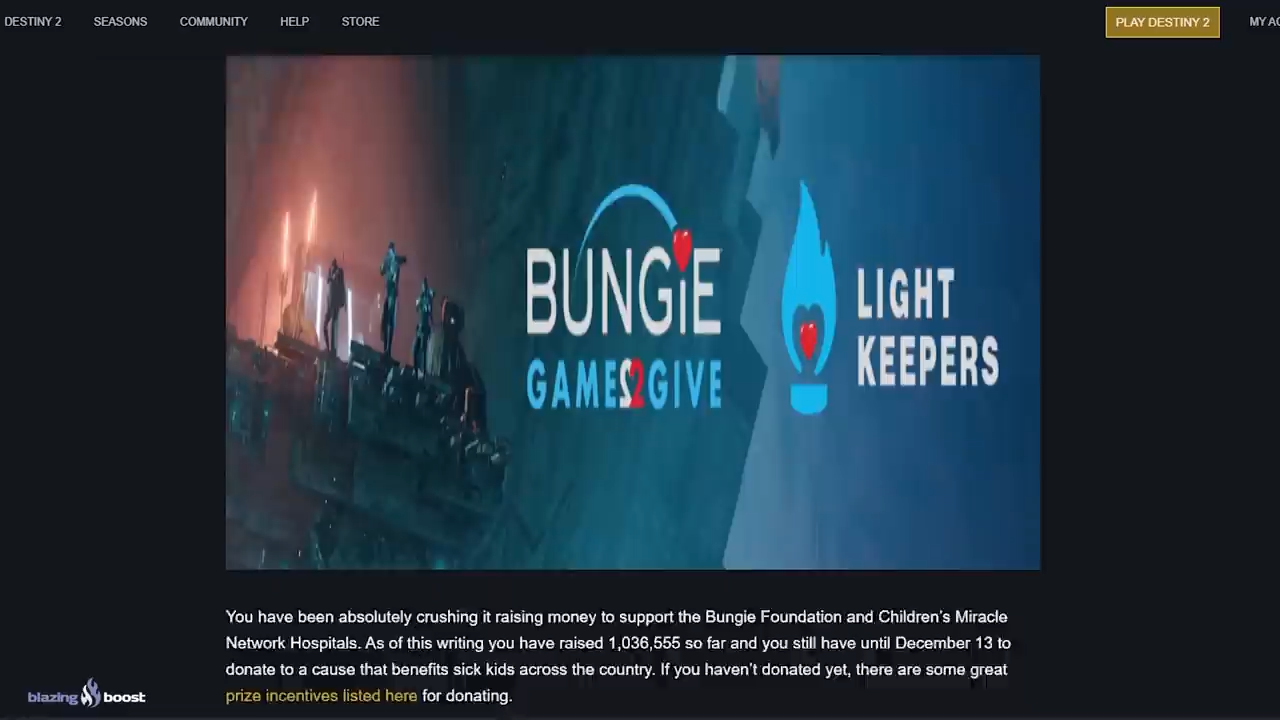 DESTINY 2 SEASONS COMMUNITY HELP STORE PLAY DESTINY 2 MY AC
BUNGiE
GAME2GIVE
LIGHT
KEEPERS
You have been absolutely crushing it raising money to support the Bungie Foundation and Children's Miracle
Network Hospitals. As of this writing you have raised 1,036,555 so far and you still have until December 13 to
donate to a cause that benefits sick kids across the country. If you haven't donated yet, there are some great
prize incentives listed here for donating.
blazing boost